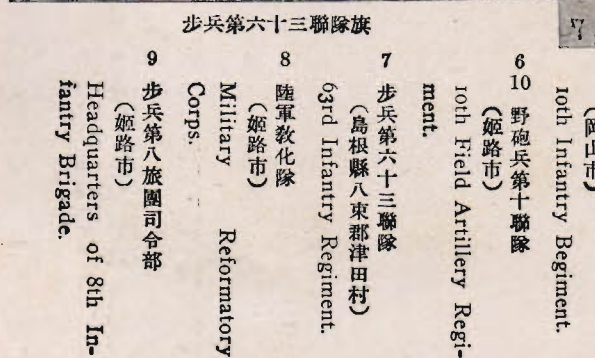 7
步兵第六十三聯隊旗
(岡山市)
10th Infantry Begiment.
6
10 野砲兵第十聯隊
(姬路市)
10th Field Artillery Regi-
ment.
7 步兵第六十三聯隊
(島根縣八束郡津田村)
63rd Infantry Regiment.
8 陸軍敎化隊
(姬路市)
Military Reformatory
Corps.
9 步兵第八旅團司令部
(姬路市)
Headquarters of 8th In-
fantry Brigade.